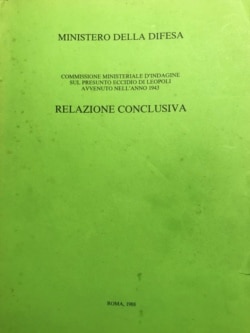 MINISTERO DELLA DIFESA
COMMISSIONE MINISTERIALE D'INDAGINE
SUL PRESUNTO ECCIDIO DI LEOPOLI
AVVENUTO NELL'ANNO 1943
RELAZIONE CONCLUSIVA
ROMA, 1988